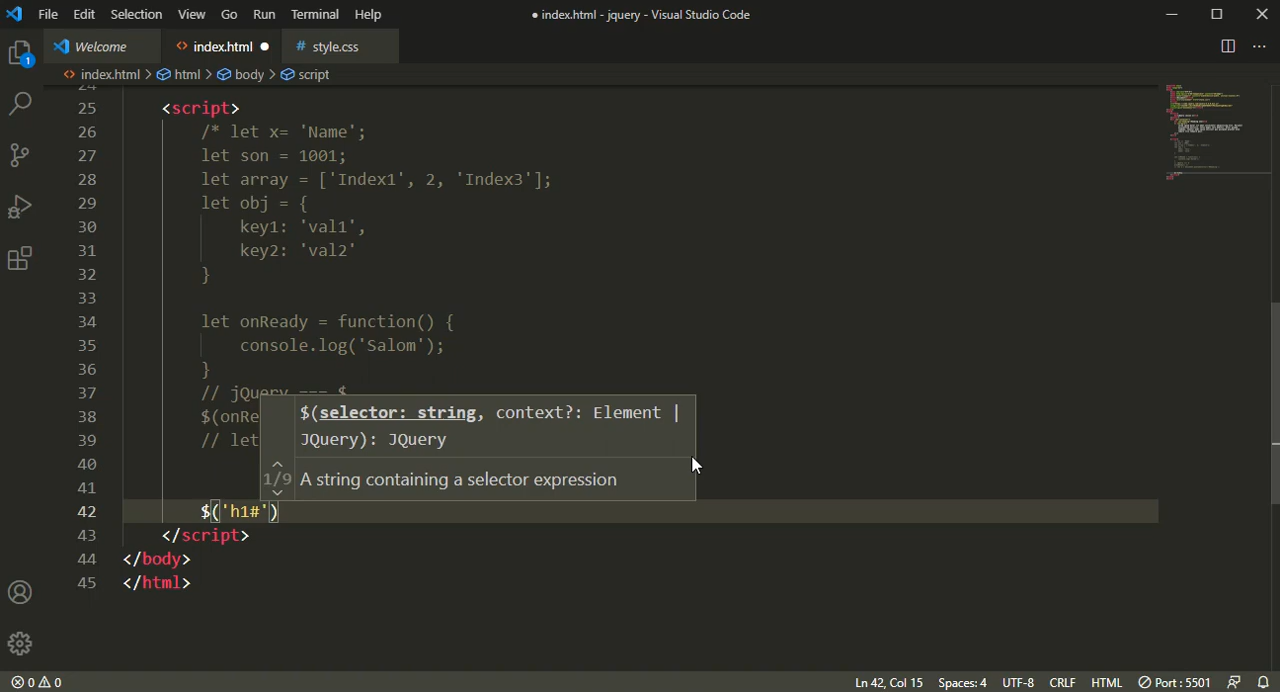 File Edit Selection View Go Run Terminal Help ● index.html - jquery - Visual Studio Code
Welcome index.html ● # style.css
index.html > html > body > script
24
25 <script>
26 /* let x= 'Name';
27 let son = 1001;
28 let array = ['Index1', 2, 'Index3'];
29 let obj = {
30 key1: 'val1',
31 key2: 'val2'
32 }
33
34 let onReady = function() {
35 console.log('Salom');
36 }
37 // jQuery === $
38 $(onRe
39 // let
40
41
42 $('h1#')
43 </script>
44 </body>
45 </html>
$(selector: string, context?: Element |
JQuery): JQuery
1/9 A string containing a selector expression
1
0 0 Ln 42, Col 15 Spaces: 4 UTF-8 CRLF HTML Port : 5501